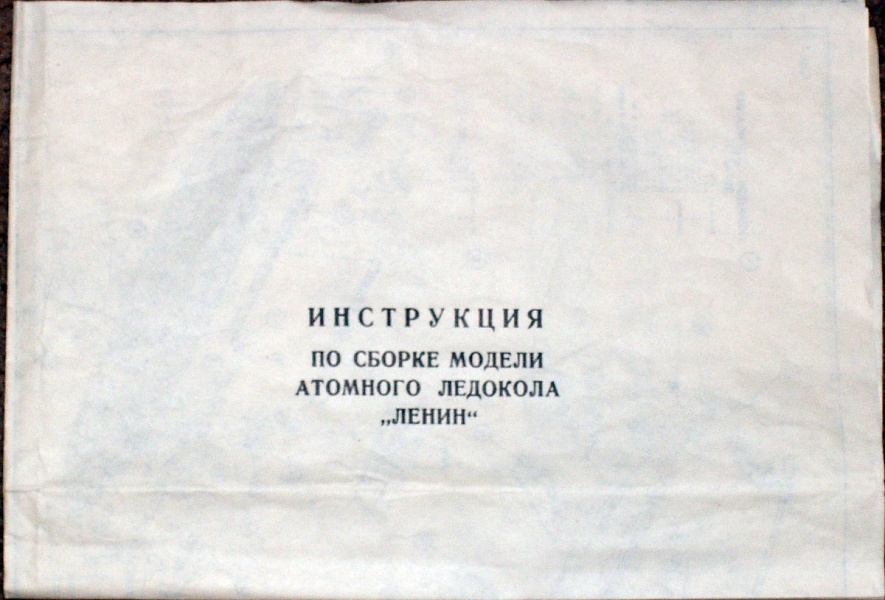 ИНСТРУКЦИЯ
ПО СБОРКЕ МОДЕЛИ
АТОМНОГО ЛЕДОКОЛА
„ЛЕНИН“